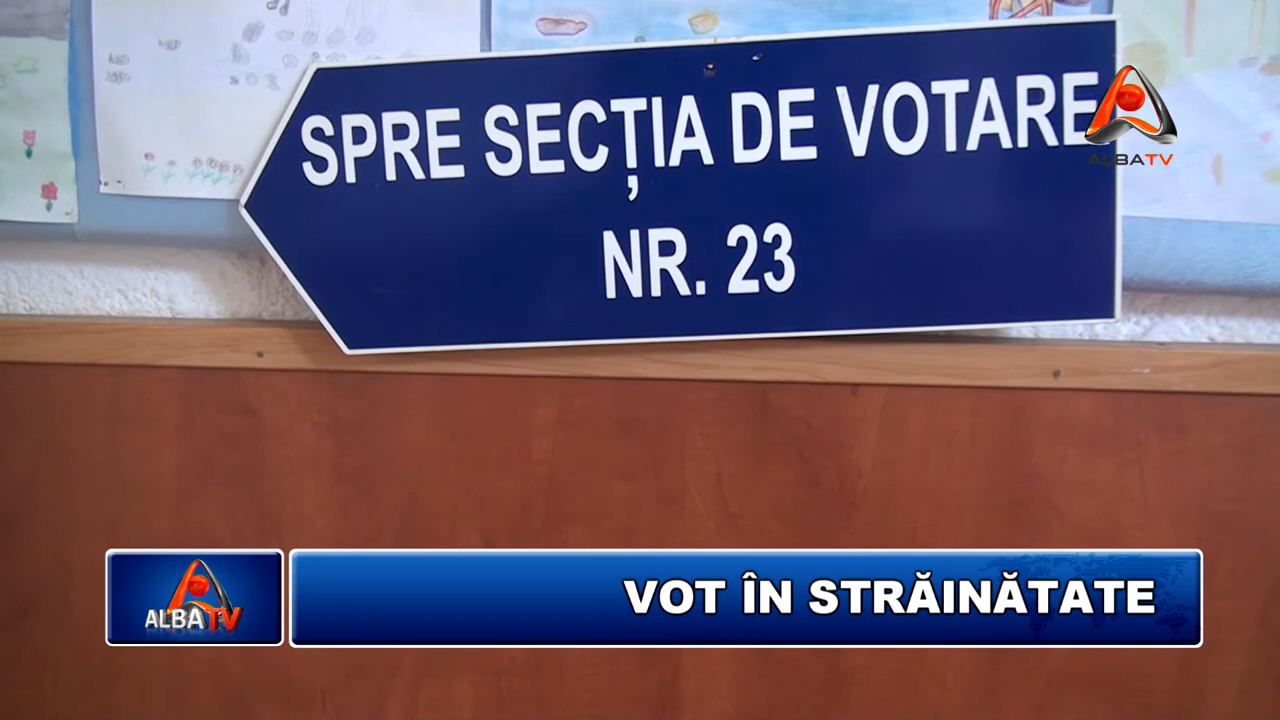 SPRE SECȚIA DE VOTARE
NR. 23
ALBATV
ALBATV
VOT ÎN STRĂINĂTATE